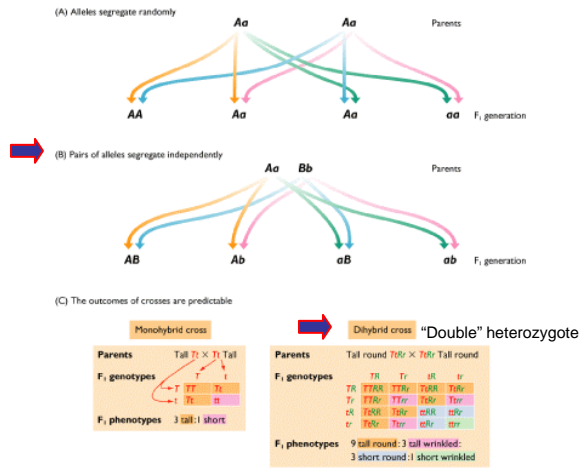 (A) Alleles segregate randomly
Aa Aa Parents
AA Aa Aa aa F1 generation
(B) Pairs of alleles segregate independently
Aa Bb Parents
AB Ab aB ab F1 generation
(C) The outcomes of crosses are predictable
Monohybrid cross
Parents Tall Tt × Tt Tall
F1 genotypes T t
T TT Tt
t Tt tt
F1 phenotypes 3 tall:1 short
Dihybrid cross "Double" heterozygote
Parents Tall round TtRr × TtRr Tall round
F1 genotypes TR Tr tR tr
TR TTRR TTRr TtRR TtRr
Tr TTRr TTrr TtRr Ttrr
tR TtRR TtRr ttRR ttRr
tr TtRr Ttrr ttRr ttrr
F1 phenotypes 9 tall round:3 tall wrinkled:
3 short round:1 short wrinkled